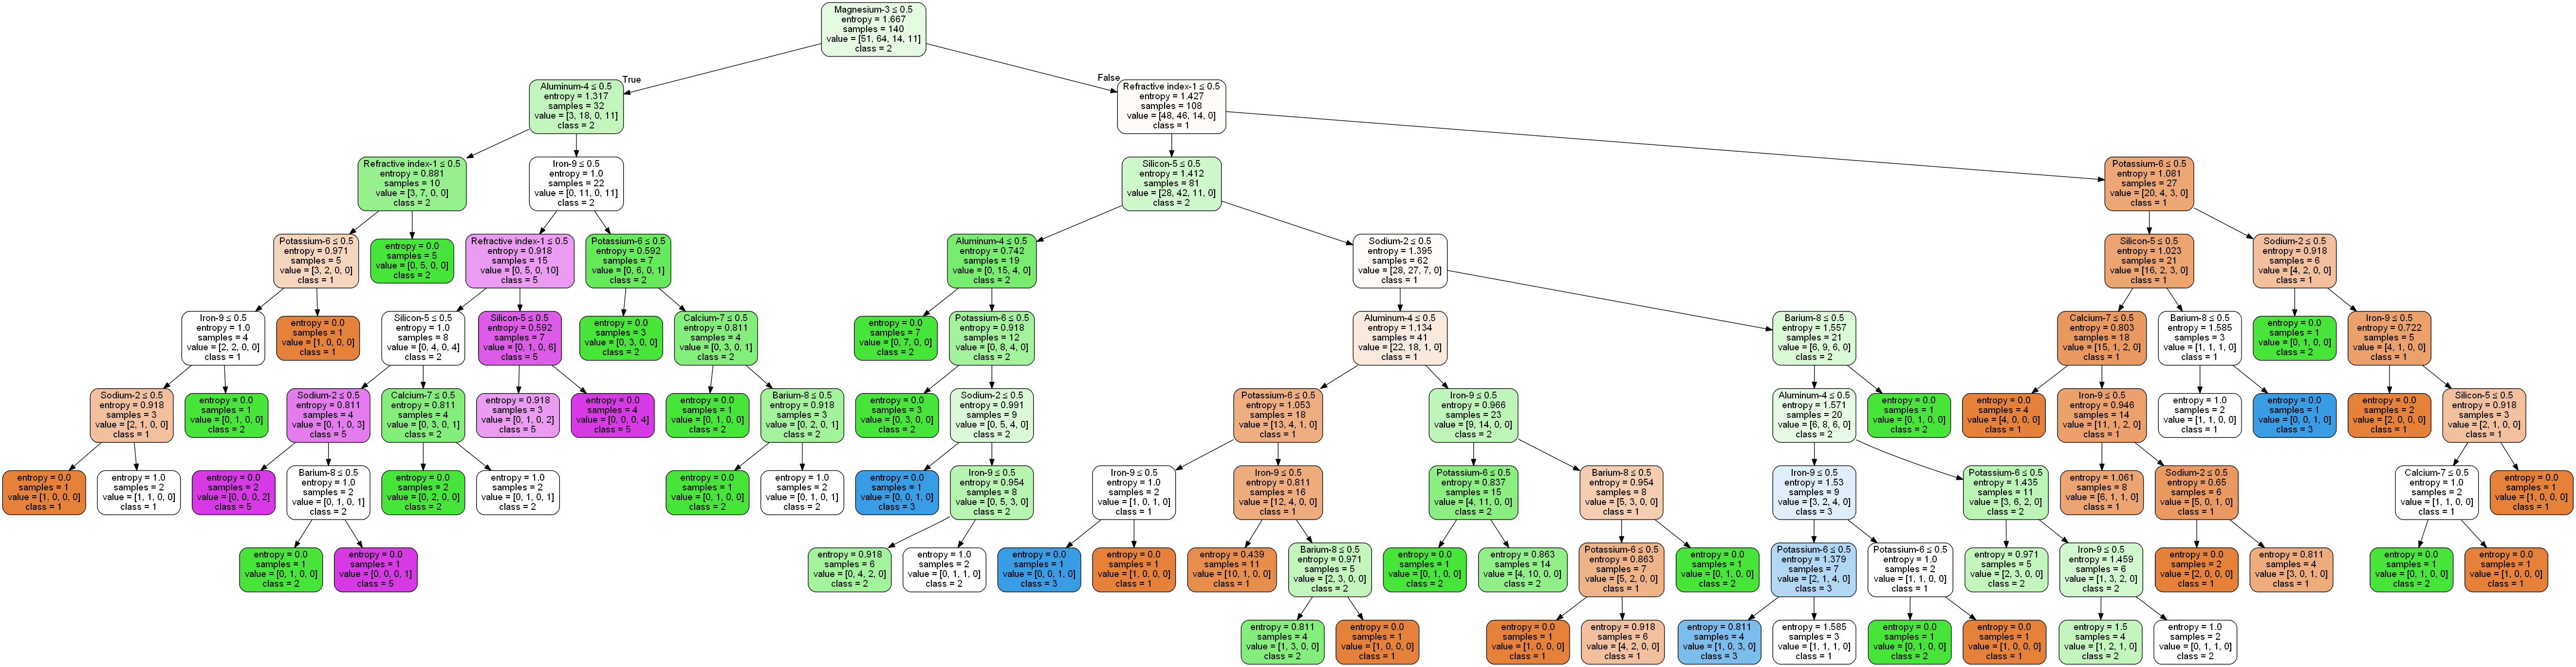 Magnesium-3 ≤ 0.5
entropy = 1.667
samples = 140
value = [51, 64, 14, 11]
class = 2
True
False
Aluminum-4 ≤ 0.5
entropy = 1.317
samples = 32
value = [3, 18, 0, 11]
class = 2
Refractive index-1 ≤ 0.5
entropy = 1.427
samples = 108
value = [48, 46, 14, 0]
class = 1
Refractive index-1 ≤ 0.5
entropy = 0.881
samples = 10
value = [3, 7, 0, 0]
class = 2
Iron-9 ≤ 0.5
entropy = 1.0
samples = 22
value = [0, 11, 0, 11]
class = 2
Silicon-5 ≤ 0.5
entropy = 1.412
samples = 81
value = [28, 42, 11, 0]
class = 2
Potassium-6 ≤ 0.5
entropy = 1.081
samples = 27
value = [20, 4, 3, 0]
class = 1
Potassium-6 ≤ 0.5
entropy = 0.971
samples = 5
value = [3, 2, 0, 0]
class = 1
entropy = 0.0
samples = 5
value = [0, 5, 0, 0]
class = 2
Refractive index-1 ≤ 0.5
entropy = 0.918
samples = 15
value = [0, 5, 0, 10]
class = 5
Potassium-6 ≤ 0.5
entropy = 0.592
samples = 7
value = [0, 6, 0, 1]
class = 2
Aluminum-4 ≤ 0.5
entropy = 0.742
samples = 19
value = [0, 15, 4, 0]
class = 2
Sodium-2 ≤ 0.5
entropy = 1.395
samples = 62
value = [28, 27, 7, 0]
class = 1
Silicon-5 ≤ 0.5
entropy = 1.023
samples = 21
value = [16, 2, 3, 0]
class = 1
Sodium-2 ≤ 0.5
entropy = 0.918
samples = 6
value = [4, 2, 0, 0]
class = 1
Iron-9 ≤ 0.5
entropy = 1.0
samples = 4
value = [2, 2, 0, 0]
class = 1
entropy = 0.0
samples = 1
value = [1, 0, 0, 0]
class = 1
Silicon-5 ≤ 0.5
entropy = 1.0
samples = 8
value = [0, 4, 0, 4]
class = 2
Silicon-5 ≤ 0.5
entropy = 0.592
samples = 7
value = [0, 1, 0, 6]
class = 5
entropy = 0.0
samples = 3
value = [0, 3, 0, 0]
class = 2
Calcium-7 ≤ 0.5
entropy = 0.811
samples = 4
value = [0, 3, 0, 1]
class = 2
entropy = 0.0
samples = 7
value = [0, 7, 0, 0]
class = 2
Potassium-6 ≤ 0.5
entropy = 0.918
samples = 12
value = [0, 8, 4, 0]
class = 2
Aluminum-4 ≤ 0.5
entropy = 1.134
samples = 41
value = [22, 18, 1, 0]
class = 1
Barium-8 ≤ 0.5
entropy = 1.557
samples = 21
value = [6, 9, 6, 0]
class = 2
Calcium-7 ≤ 0.5
entropy = 0.803
samples = 18
value = [15, 1, 2, 0]
class = 1
Barium-8 ≤ 0.5
entropy = 1.585
samples = 3
value = [1, 1, 1, 0]
class = 1
entropy = 0.0
samples = 1
value = [0, 1, 0, 0]
class = 2
Iron-9 ≤ 0.5
entropy = 0.722
samples = 5
value = [4, 1, 0, 0]
class = 1
Sodium-2 ≤ 0.5
entropy = 0.918
samples = 3
value = [2, 1, 0, 0]
class = 1
entropy = 0.0
samples = 1
value = [0, 1, 0, 0]
class = 2
Sodium-2 ≤ 0.5
entropy = 0.811
samples = 4
value = [0, 1, 0, 3]
class = 5
Calcium-7 ≤ 0.5
entropy = 0.811
samples = 4
value = [0, 3, 0, 1]
class = 2
entropy = 0.918
samples = 3
value = [0, 1, 0, 2]
class = 5
entropy = 0.0
samples = 4
value = [0, 0, 0, 4]
class = 5
entropy = 0.0
samples = 1
value = [0, 1, 0, 0]
class = 2
Barium-8 ≤ 0.5
entropy = 0.918
samples = 3
value = [0, 2, 0, 1]
class = 2
entropy = 0.0
samples = 3
value = [0, 3, 0, 0]
class = 2
Sodium-2 ≤ 0.5
entropy = 0.991
samples = 9
value = [0, 5, 4, 0]
class = 2
Potassium-6 ≤ 0.5
entropy = 1.053
samples = 18
value = [13, 4, 1, 0]
class = 1
Iron-9 ≤ 0.5
entropy = 0.966
samples = 23
value = [9, 14, 0, 0]
class = 2
Aluminum-4 ≤ 0.5
entropy = 1.571
samples = 20
value = [6, 8, 6, 0]
class = 2
entropy = 0.0
samples = 1
value = [0, 1, 0, 0]
class = 2
entropy = 0.0
samples = 4
value = [4, 0, 0, 0]
class = 1
Iron-9 ≤ 0.5
entropy = 0.946
samples = 14
value = [11, 1, 2, 0]
class = 1
entropy = 1.0
samples = 2
value = [1, 1, 0, 0]
class = 1
entropy = 0.0
samples = 1
value = [0, 0, 1, 0]
class = 3
entropy = 0.0
samples = 2
value = [2, 0, 0, 0]
class = 1
Silicon-5 ≤ 0.5
entropy = 0.918
samples = 3
value = [2, 1, 0, 0]
class = 1
entropy = 0.0
samples = 1
value = [1, 0, 0, 0]
class = 1
entropy = 1.0
samples = 2
value = [1, 1, 0, 0]
class = 1
entropy = 0.0
samples = 2
value = [0, 0, 0, 2]
class = 5
Barium-8 ≤ 0.5
entropy = 1.0
samples = 2
value = [0, 1, 0, 1]
class = 2
entropy = 0.0
samples = 2
value = [0, 2, 0, 0]
class = 2
entropy = 1.0
samples = 2
value = [0, 1, 0, 1]
class = 2
entropy = 0.0
samples = 1
value = [0, 1, 0, 0]
class = 2
entropy = 1.0
samples = 2
value = [0, 1, 0, 1]
class = 2
entropy = 0.0
samples = 1
value = [0, 0, 1, 0]
class = 3
Iron-9 ≤ 0.5
entropy = 0.954
samples = 8
value = [0, 5, 3, 0]
class = 2
Iron-9 ≤ 0.5
entropy = 1.0
samples = 2
value = [1, 0, 1, 0]
class = 1
Iron-9 ≤ 0.5
entropy = 0.811
samples = 16
value = [12, 4, 0, 0]
class = 1
Potassium-6 ≤ 0.5
entropy = 0.837
samples = 15
value = [4, 11, 0, 0]
class = 2
Barium-8 ≤ 0.5
entropy = 0.954
samples = 8
value = [5, 3, 0, 0]
class = 1
Iron-9 ≤ 0.5
entropy = 1.53
samples = 9
value = [3, 2, 4, 0]
class = 3
Potassium-6 ≤ 0.5
entropy = 1.435
samples = 11
value = [3, 6, 2, 0]
class = 2
entropy = 1.061
samples = 8
value = [6, 1, 1, 0]
class = 1
Sodium-2 ≤ 0.5
entropy = 0.65
samples = 6
value = [5, 0, 1, 0]
class = 1
Calcium-7 ≤ 0.5
entropy = 1.0
samples = 2
value = [1, 1, 0, 0]
class = 1
entropy = 0.0
samples = 1
value = [1, 0, 0, 0]
class = 1
entropy = 0.0
samples = 1
value = [0, 1, 0, 0]
class = 2
entropy = 0.0
samples = 1
value = [0, 0, 0, 1]
class = 5
entropy = 0.918
samples = 6
value = [0, 4, 2, 0]
class = 2
entropy = 1.0
samples = 2
value = [0, 1, 1, 0]
class = 2
entropy = 0.0
samples = 1
value = [0, 0, 1, 0]
class = 3
entropy = 0.0
samples = 1
value = [1, 0, 0, 0]
class = 1
entropy = 0.439
samples = 11
value = [10, 1, 0, 0]
class = 1
Barium-8 ≤ 0.5
entropy = 0.971
samples = 5
value = [2, 3, 0, 0]
class = 2
entropy = 0.0
samples = 1
value = [0, 1, 0, 0]
class = 2
entropy = 0.863
samples = 14
value = [4, 10, 0, 0]
class = 2
Potassium-6 ≤ 0.5
entropy = 0.863
samples = 7
value = [5, 2, 0, 0]
class = 1
entropy = 0.0
samples = 1
value = [0, 1, 0, 0]
class = 2
Potassium-6 ≤ 0.5
entropy = 1.379
samples = 7
value = [2, 1, 4, 0]
class = 3
Potassium-6 ≤ 0.5
entropy = 1.0
samples = 2
value = [1, 1, 0, 0]
class = 1
entropy = 0.971
samples = 5
value = [2, 3, 0, 0]
class = 2
Iron-9 ≤ 0.5
entropy = 1.459
samples = 6
value = [1, 3, 2, 0]
class = 2
entropy = 0.0
samples = 2
value = [2, 0, 0, 0]
class = 1
entropy = 0.811
samples = 4
value = [3, 0, 1, 0]
class = 1
entropy = 0.0
samples = 1
value = [0, 1, 0, 0]
class = 2
entropy = 0.0
samples = 1
value = [1, 0, 0, 0]
class = 1
entropy = 0.811
samples = 4
value = [1, 3, 0, 0]
class = 2
entropy = 0.0
samples = 1
value = [1, 0, 0, 0]
class = 1
entropy = 0.0
samples = 1
value = [1, 0, 0, 0]
class = 1
entropy = 0.918
samples = 6
value = [4, 2, 0, 0]
class = 1
entropy = 0.811
samples = 4
value = [1, 0, 3, 0]
class = 3
entropy = 1.585
samples = 3
value = [1, 1, 1, 0]
class = 1
entropy = 0.0
samples = 1
value = [0, 1, 0, 0]
class = 2
entropy = 0.0
samples = 1
value = [1, 0, 0, 0]
class = 1
entropy = 1.5
samples = 4
value = [1, 2, 1, 0]
class = 2
entropy = 1.0
samples = 2
value = [0, 1, 1, 0]
class = 2